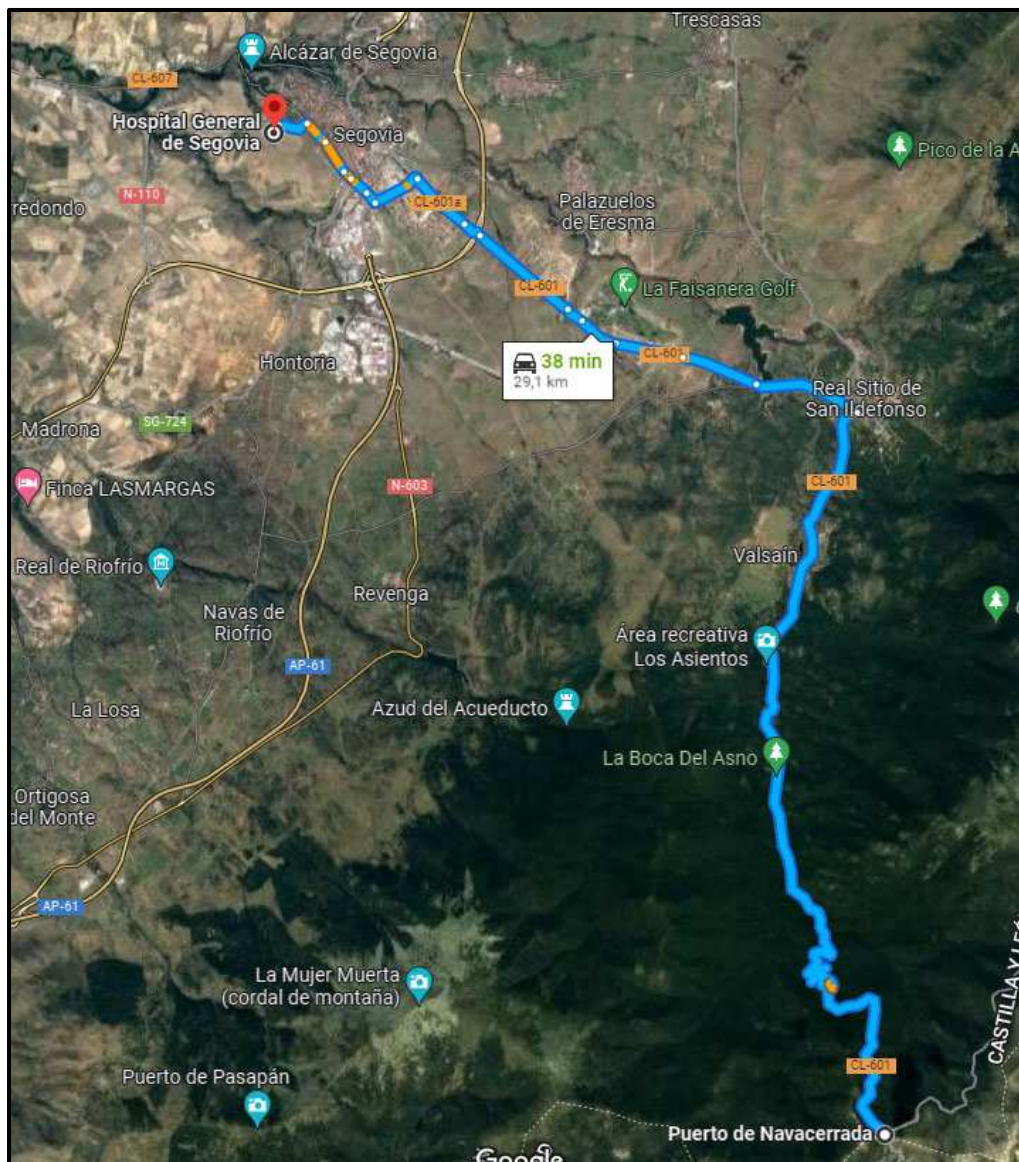 Trescasas
Alcázar de Segovia
CL-607
Hospital General
de Segovia
Segovia
Pico de la A
N-110
redondo
CL-601a
Palazuelos
de Eresma
CL-601
La Faisanera Golf
38 min
29,1 km
CL-601
Hontoria
Real Sitio de
San Ildefonso
Madrona
SG-724
Finca LASMARGAS
N-603
CL-601
Real de Riofrío
Valsaín
Revenga
Navas de
Riofrío
Área recreativa
Los Asientos
AP-61
La Losa
Azud del Acueducto
La Boca Del Asno
Ortigosa
del Monte
AP-61
La Mujer Muerta
(cordal de montaña)
CASTILLA Y LEÓ
Puerto de Pasapán
CL-601
Puerto de Navacerrada
Google